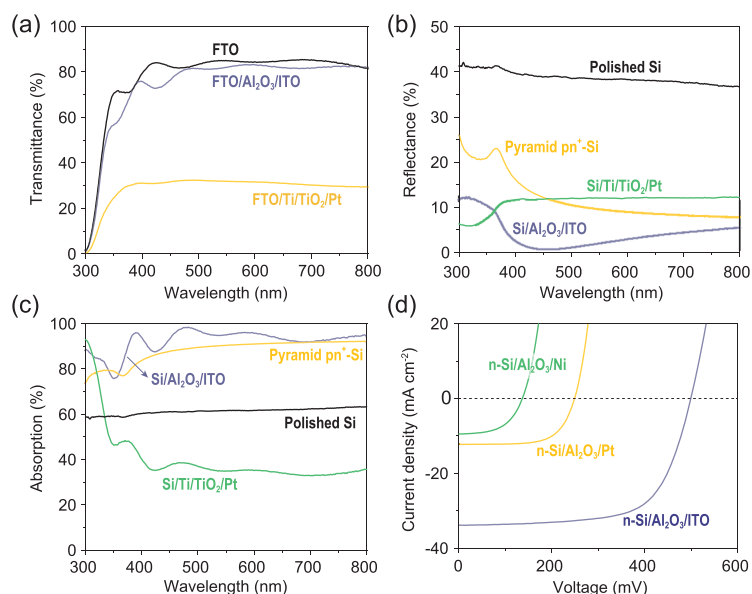 (a)
FTO
FTO/Al₂O₃/ITO
FTO/Ti/TiO₂/Pt
Transmittance (%)
100
80
60
40
20
0
300 400 500 600 700 800
Wavelength (nm)
(b)
Polished Si
Pyramid pn⁺-Si
Si/Ti/TiO₂/Pt
Si/Al₂O₃/ITO
Reflectance (%)
50
40
30
20
10
0
300 400 500 600 700 800
Wavelength (nm)
(c)
Pyramid pn⁺-Si
Si/Al₂O₃/ITO
Polished Si
Si/Ti/TiO₂/Pt
Absorption (%)
100
80
60
40
20
0
300 400 500 600 700 800
Wavelength (nm)
(d)
n-Si/Al₂O₃/Ni
n-Si/Al₂O₃/Pt
n-Si/Al₂O₃/ITO
Current density (mA cm⁻²)
20
0
-20
-40
0 200 400 600
Voltage (mV)